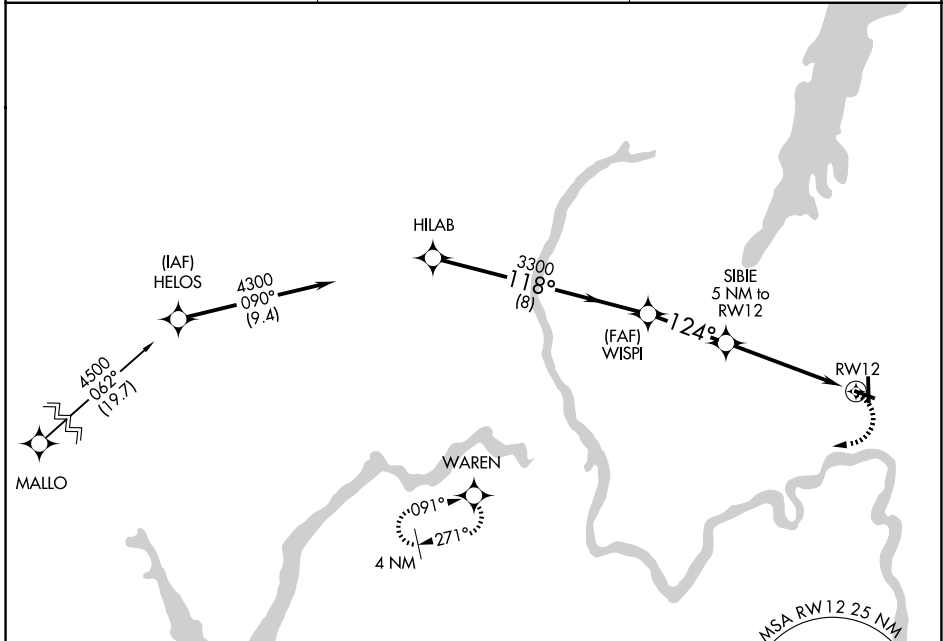 HILAB
(IAF)
HELOS
4300
090°
(9.4)
3300
118°
(8)
SIBIE
5 NM to
RW12
(FAF)
WISPI
124°
RW12
4500
062°
(19.7)
MALLO
WAREN
091°
271°
4 NM
MSA RW12 25 NM